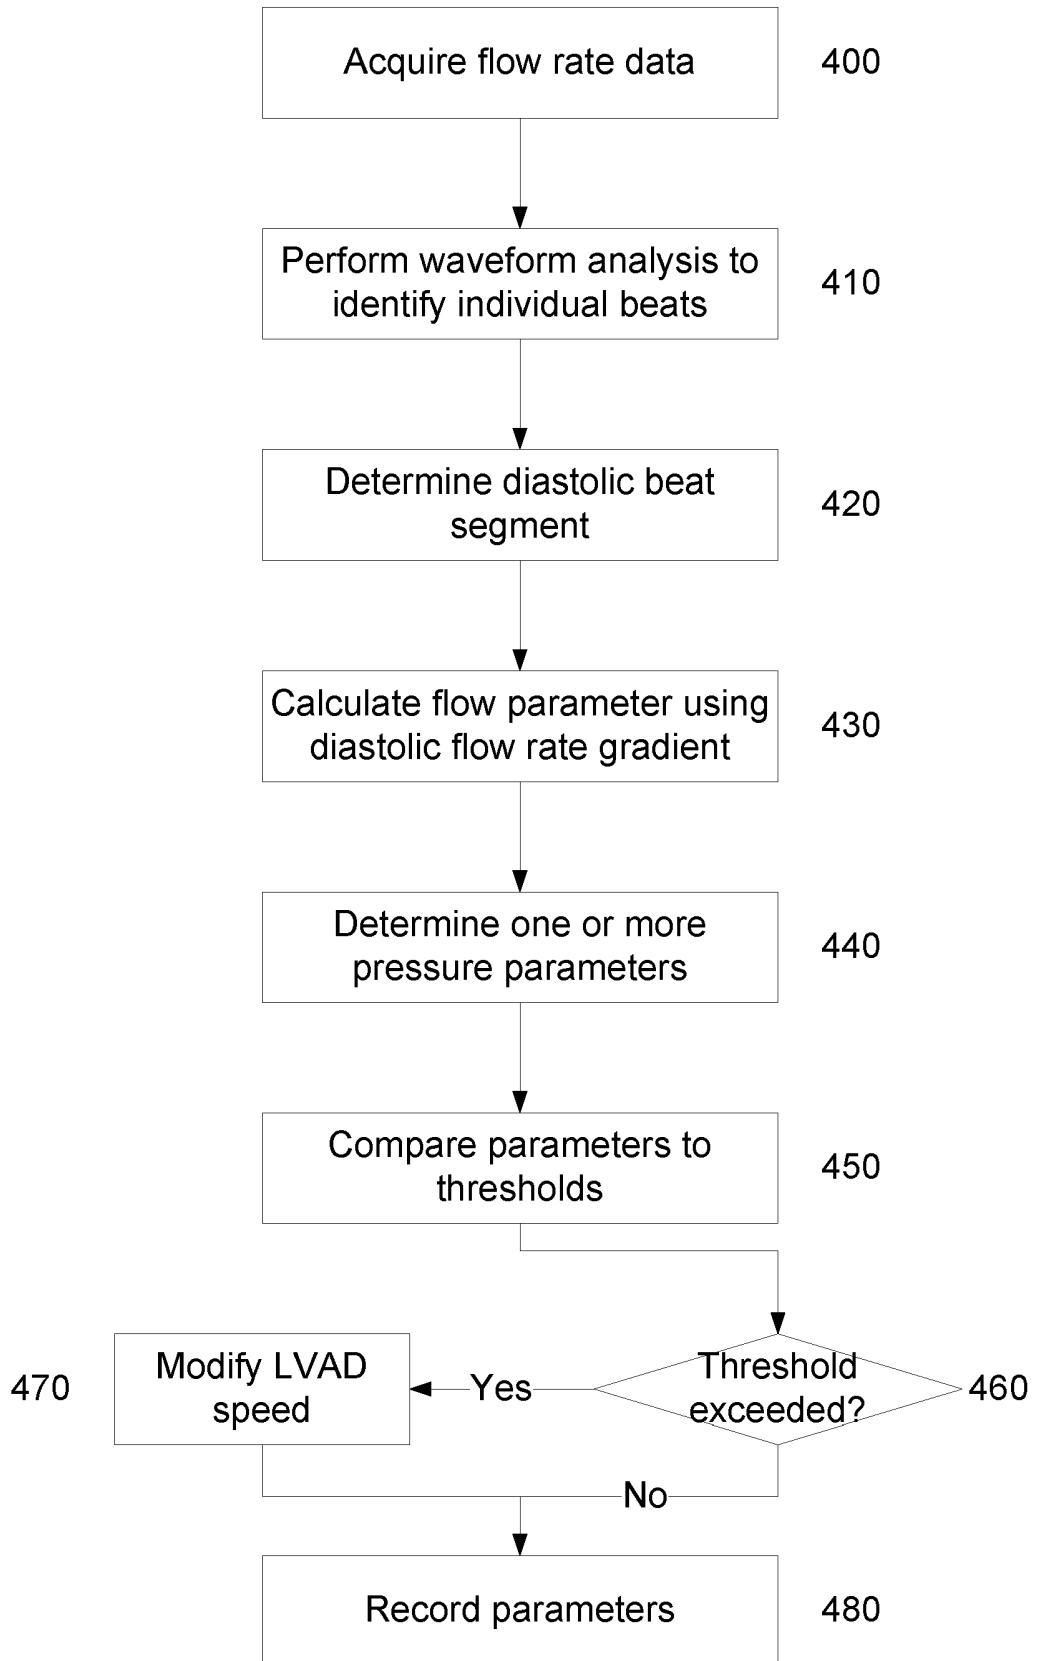 Acquire flow rate data
400
Perform waveform analysis to
identify individual beats
410
Determine diastolic beat
segment
420
Calculate flow parameter using
diastolic flow rate gradient
430
Determine one or more
pressure parameters
440
Compare parameters to
thresholds
450
470
Modify LVAD
speed
Yes
Threshold
exceeded?
460
No
Record parameters
480